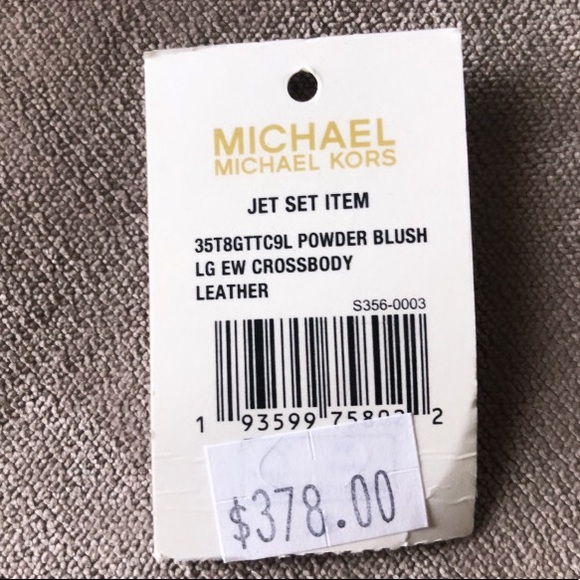 MICHAEL
MICHAEL KORS
JET SET ITEM
35T8GTTC9L POWDER BLUSH
LG EW CROSSBODY
LEATHER
S356-0003
1 93599 75802 2
$378.00